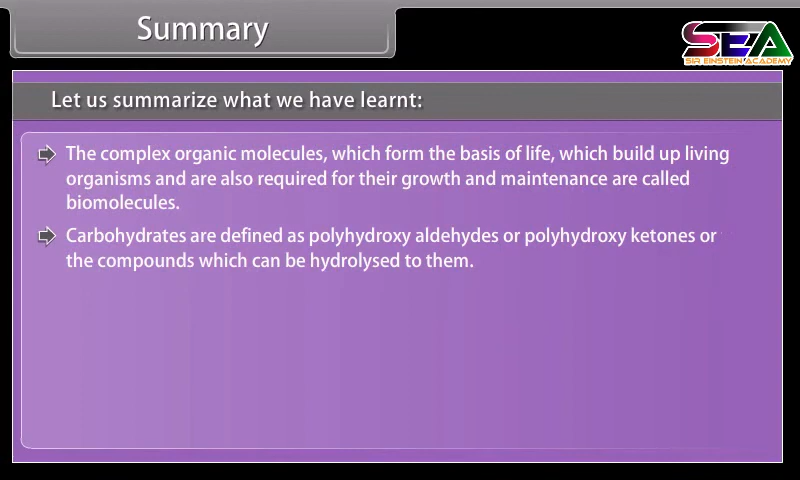 Summary
SEA
SIR EINSTEIN ACADEMY
Let us summarize what we have learnt:
The complex organic molecules, which form the basis of life, which build up living
organisms and are also required for their growth and maintenance are called
biomolecules.
Carbohydrates are defined as polyhydroxy aldehydes or polyhydroxy ketones or
the compounds which can be hydrolysed to them.